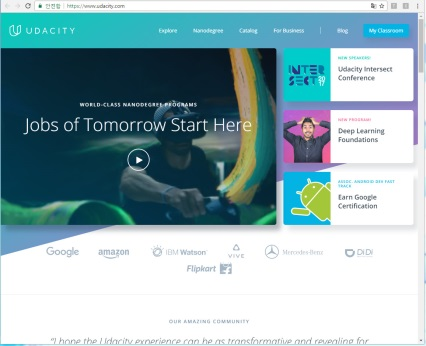 안전함 | https://www.udacity.com
UDACITY
Explore Nanodegree Catalog For Business Blog My Classroom
WORLD-CLASS NANODEGREE PROGRAMS
Jobs of Tomorrow Start Here
INTER
SECT
NEW SPEAKERS!
Udacity Intersect
Conference
NEW PROGRAM!
Deep Learning
Foundations
ASSOC. ANDROID DEV FAST
TRACK
Earn Google
Certification
Google amazon IBM Watson VIVE Mercedes-Benz DiDi
Flipkart
OUR AMAZING COMMUNITY
"I hope the Udacity experience can be as transformative and revealing for